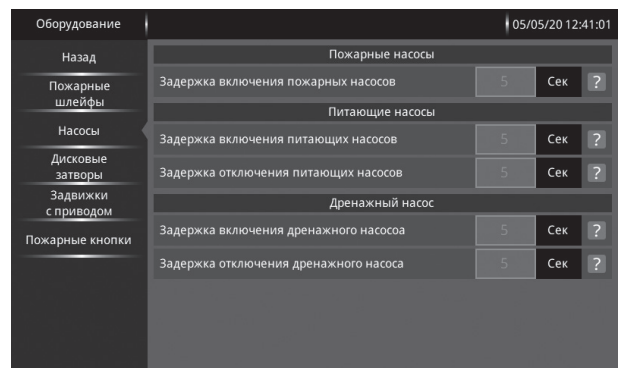 Оборудование
05/05/20 12:41:01
Назад
Пожарные
шлейфы
Насосы
Дисковые
затворы
Задвижки
с приводом
Пожарные кнопки
Пожарные насосы
Задержка включения пожарных насосов 5 Сек ?
Питающие насосы
Задержка включения питающих насосов 5 Сек ?
Задержка отключения питающих насосов 5 Сек ?
Дренажный насос
Задержка включения дренажного насосоа 5 Сек ?
Задержка отключения дренажного насоса 5 Сек ?